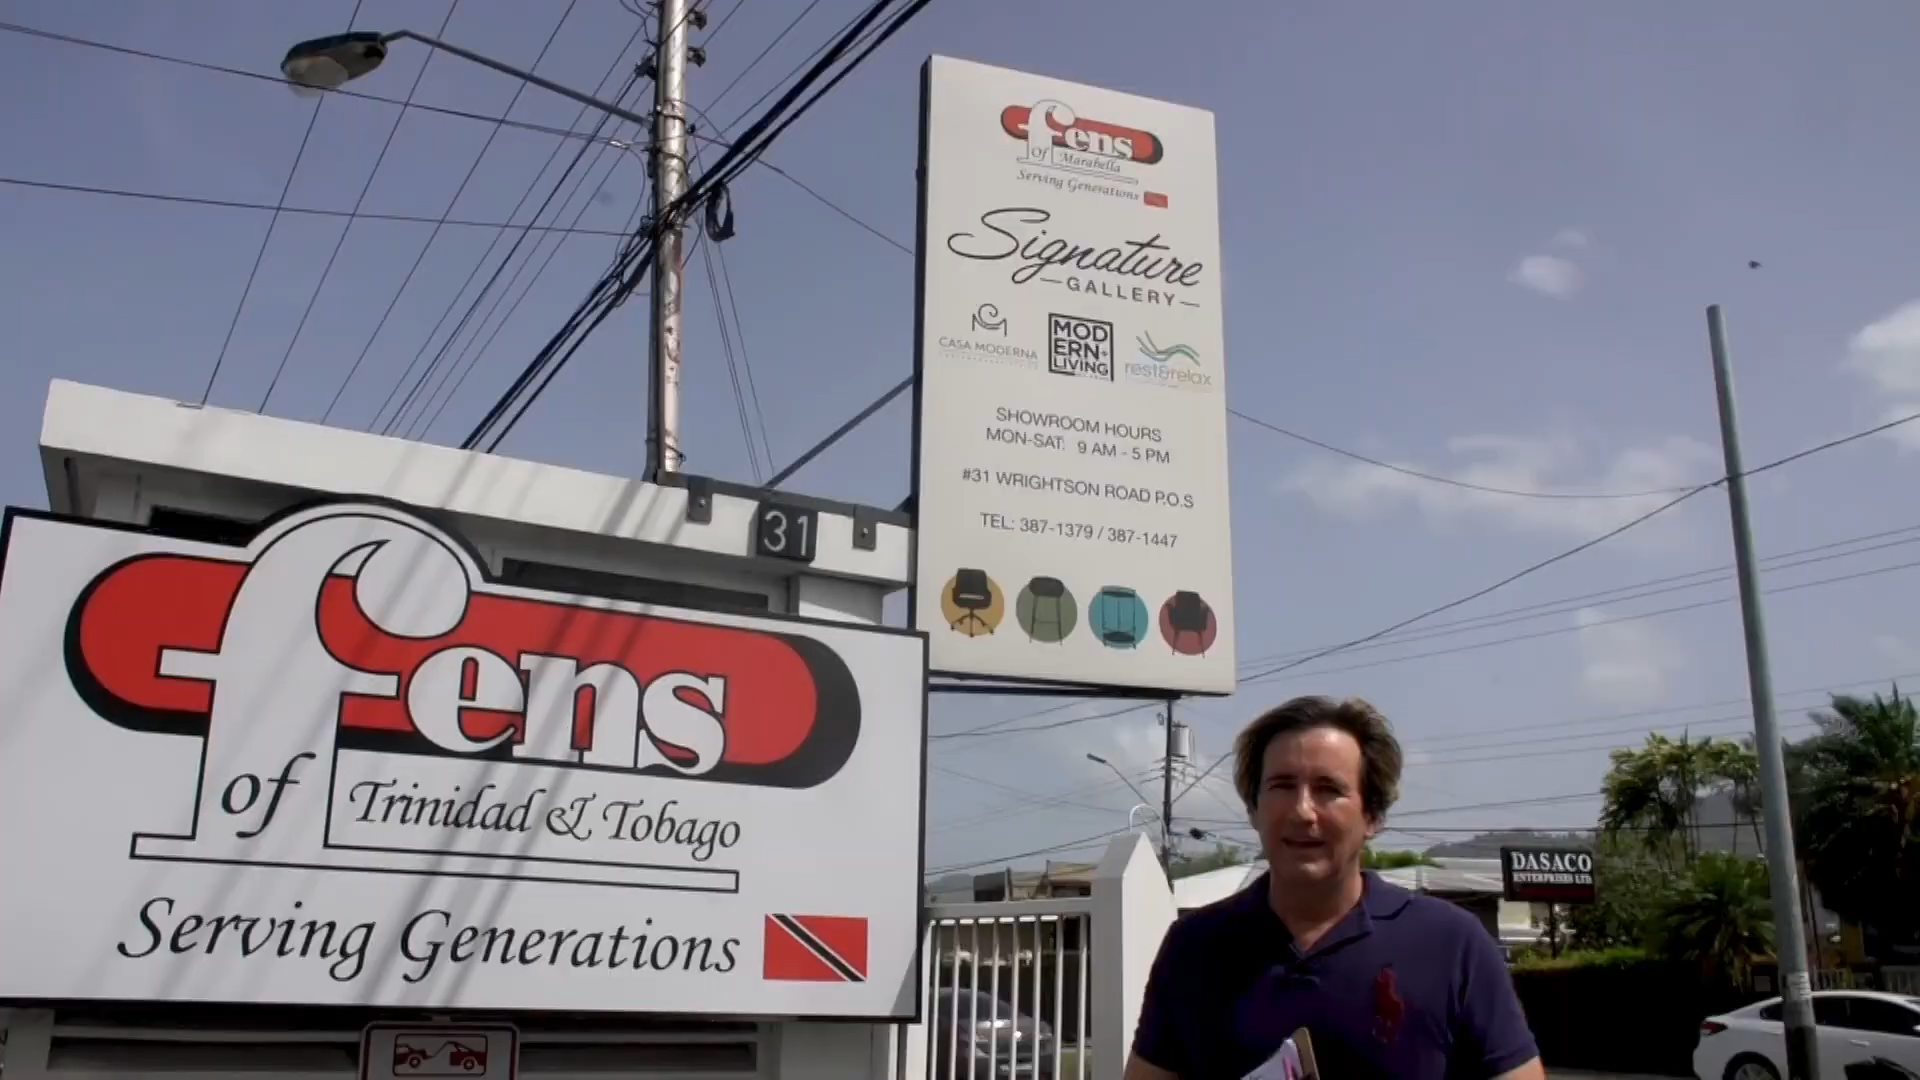 fens
of Marabella
Serving Generations
Signature
GALLERY
CASA MODERNA
MOD
ERN
LIVING
rest&relax
SHOWROOM HOURS
MON-SAT: 9 AM - 5 PM
#31 WRIGHTSON ROAD P.O.S
TEL: 387-1379 / 387-1447
31
fens
of Trinidad & Tobago
Serving Generations
DASACO
ENTERPRISES LTD